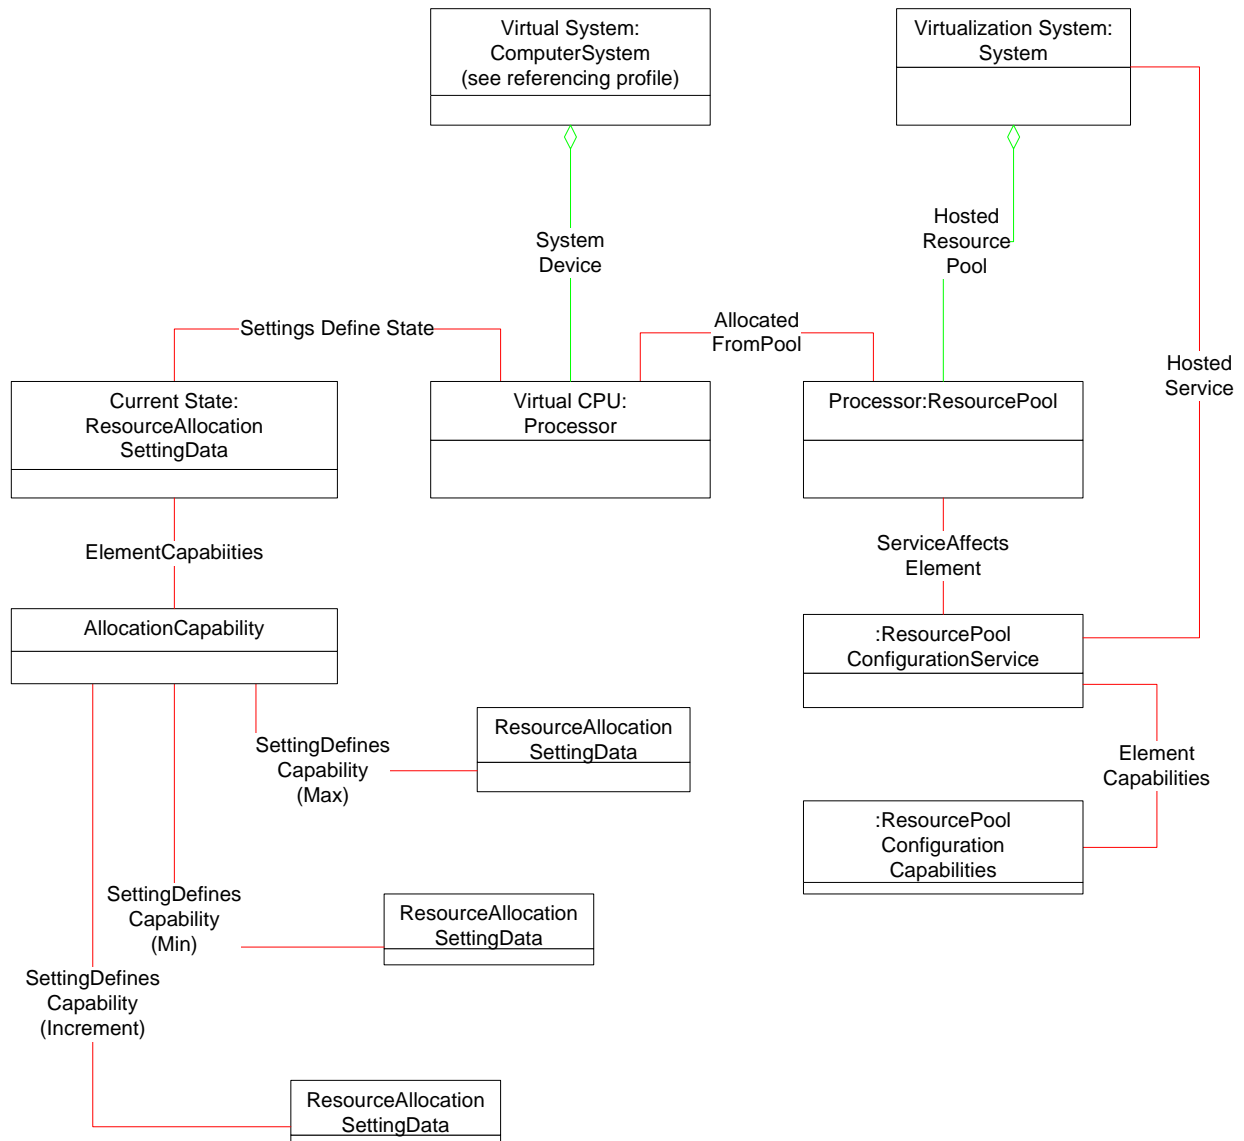 Virtual System:
ComputerSystem
(see referencing profile)
Virtualization System:
System
System
Device
Hosted
Resource
Pool
Settings Define State
Allocated
FromPool
Hosted
Service
Current State:
ResourceAllocation
SettingData
Virtual CPU:
Processor
Processor:ResourcePool
ElementCapabiities
ServiceAffects
Element
AllocationCapability
:ResourcePool
ConfigurationService
SettingDefines
Capability
(Max)
ResourceAllocation
SettingData
Element
Capabilities
:ResourcePool
Configuration
Capabilities
SettingDefines
Capability
(Min)
ResourceAllocation
SettingData
SettingDefines
Capability
(Increment)
ResourceAllocation
SettingData